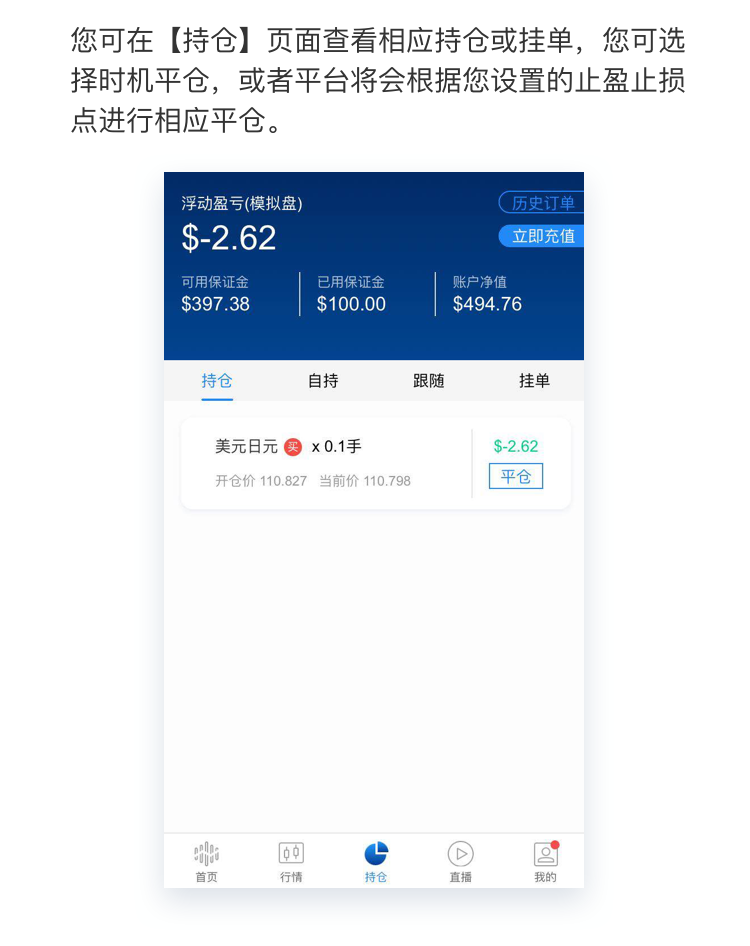 您可在【持仓】页面查看相应持仓或挂单，您可选
择时机平仓，或者平台将会根据您设置的止盈止损
点进行相应平仓。
浮动盈亏(模拟盘)
历史订单
$-2.62
立即充值
可用保证金 已用保证金 账户净值
$397.38 $100.00 $494.76
持仓 自持 跟随 挂单
美元日元 买 x 0.1手
$-2.62
开仓价 110.827 当前价 110.798
平仓
首页 行情 持仓 直播 我的